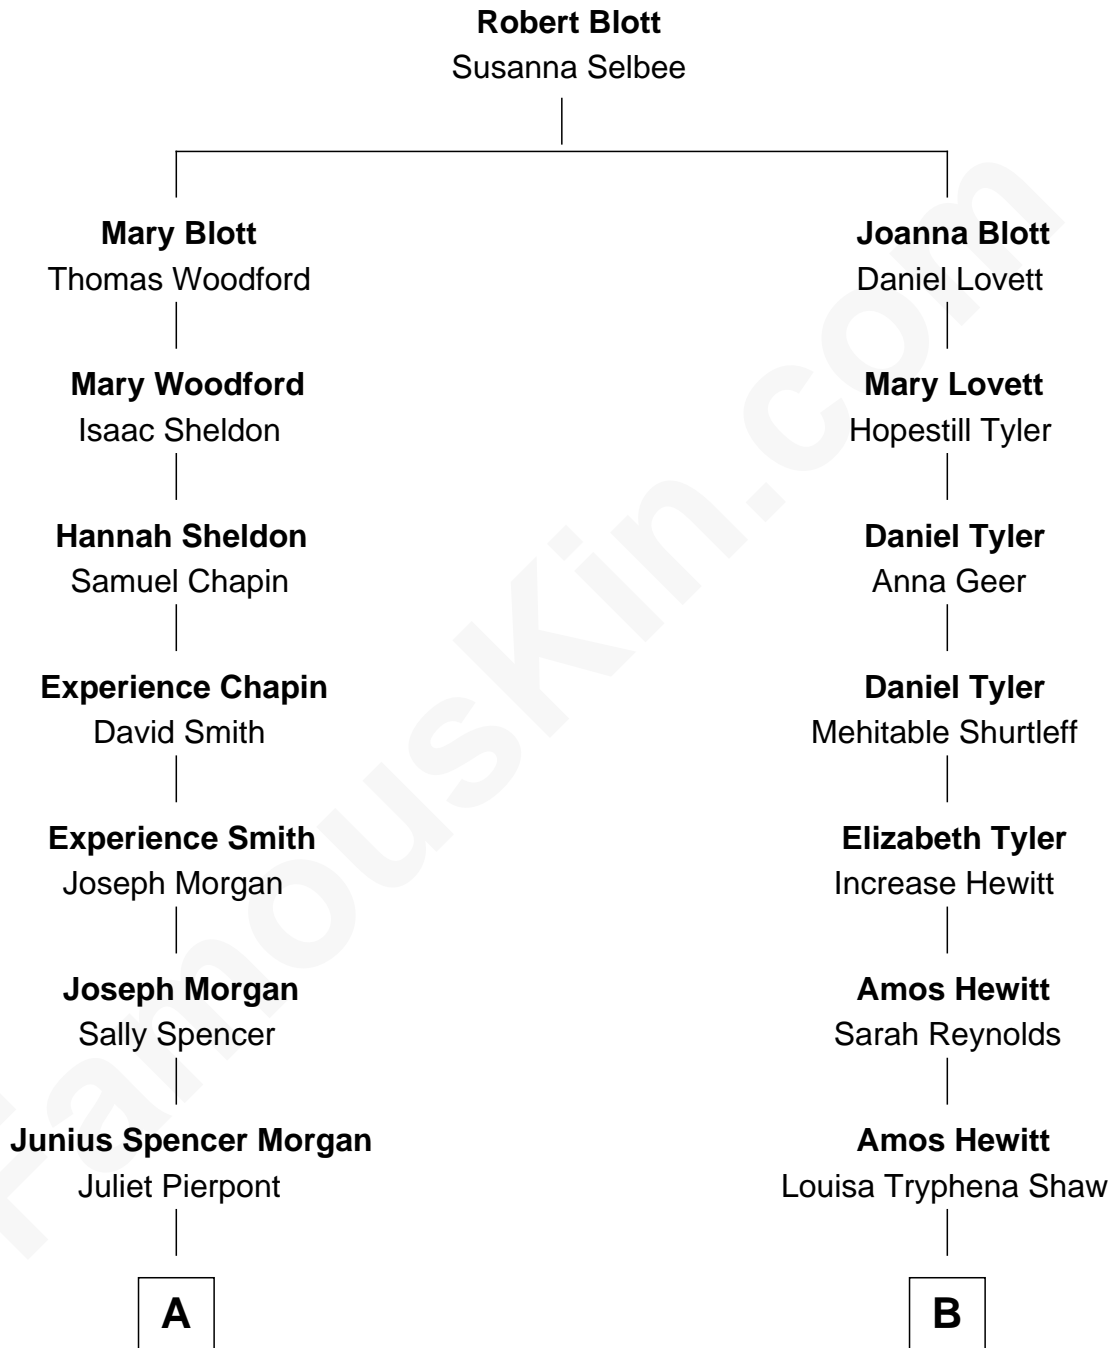 Robert Blott
Susanna Selbee
Mary Blott
Thomas Woodford
Joanna Blott
Daniel Lovett
Mary Woodford
Isaac Sheldon
Mary Lovett
Hopestill Tyler
Hannah Sheldon
Samuel Chapin
Daniel Tyler
Anna Geer
Experience Chapin
David Smith
Daniel Tyler
Mehitable Shurtleff
Experience Smith
Joseph Morgan
Elizabeth Tyler
Increase Hewitt
Joseph Morgan
Sally Spencer
Amos Hewitt
Sarah Reynolds
Junius Spencer Morgan
Juliet Pierpont
Amos Hewitt
Louisa Tryphena Shaw
A
B
FamousKin.com